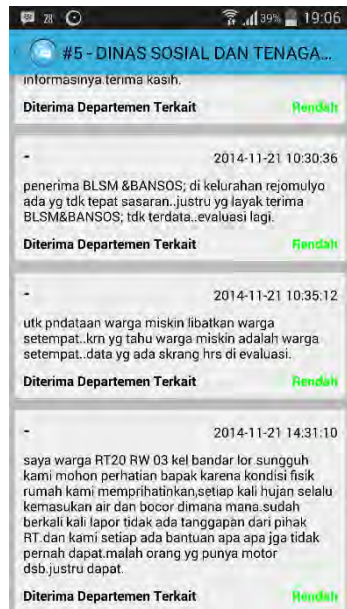 28 39% 19:06
#5 - DINAS SOSIAL DAN TENAGA...
informasinya terima kasih.
Diterima Departemen Terkait Rendah
- 2014-11-21 10:30:36
penerima BLSM &BANSOS; di kelurahan rejomulyo
ada yg tdk tepat sasaran..justru yg layak terima
BLSM&BANSOS; tdk terdata..evaluasi lagi.
Diterima Departemen Terkait Rendah
- 2014-11-21 10:35:12
utk pndataan warga miskin libatkan warga
setempat..krn yg tahu warga miskin adalah warga
setempat..data yg ada skrang hrs di evaluasi.
Diterima Departemen Terkait Rendah
- 2014-11-21 14:31:10
saya warga RT20 RW 03 kel bandar lor.sungguh
kami mohon perhatian bapak karena kondisi fisik
rumah kami memprihatinkan,setiap kali hujan selalu
kemasukan air dan bocor dimana mana.sudah
berkali kali lapor tidak ada tanggapan dari pihak
RT.dan kami setiap ada bantuan apa apa jga tidak
pernah dapat.malah orang yg punya motor
dsb.justru dapat.
Diterima Departemen Terkait Rendah